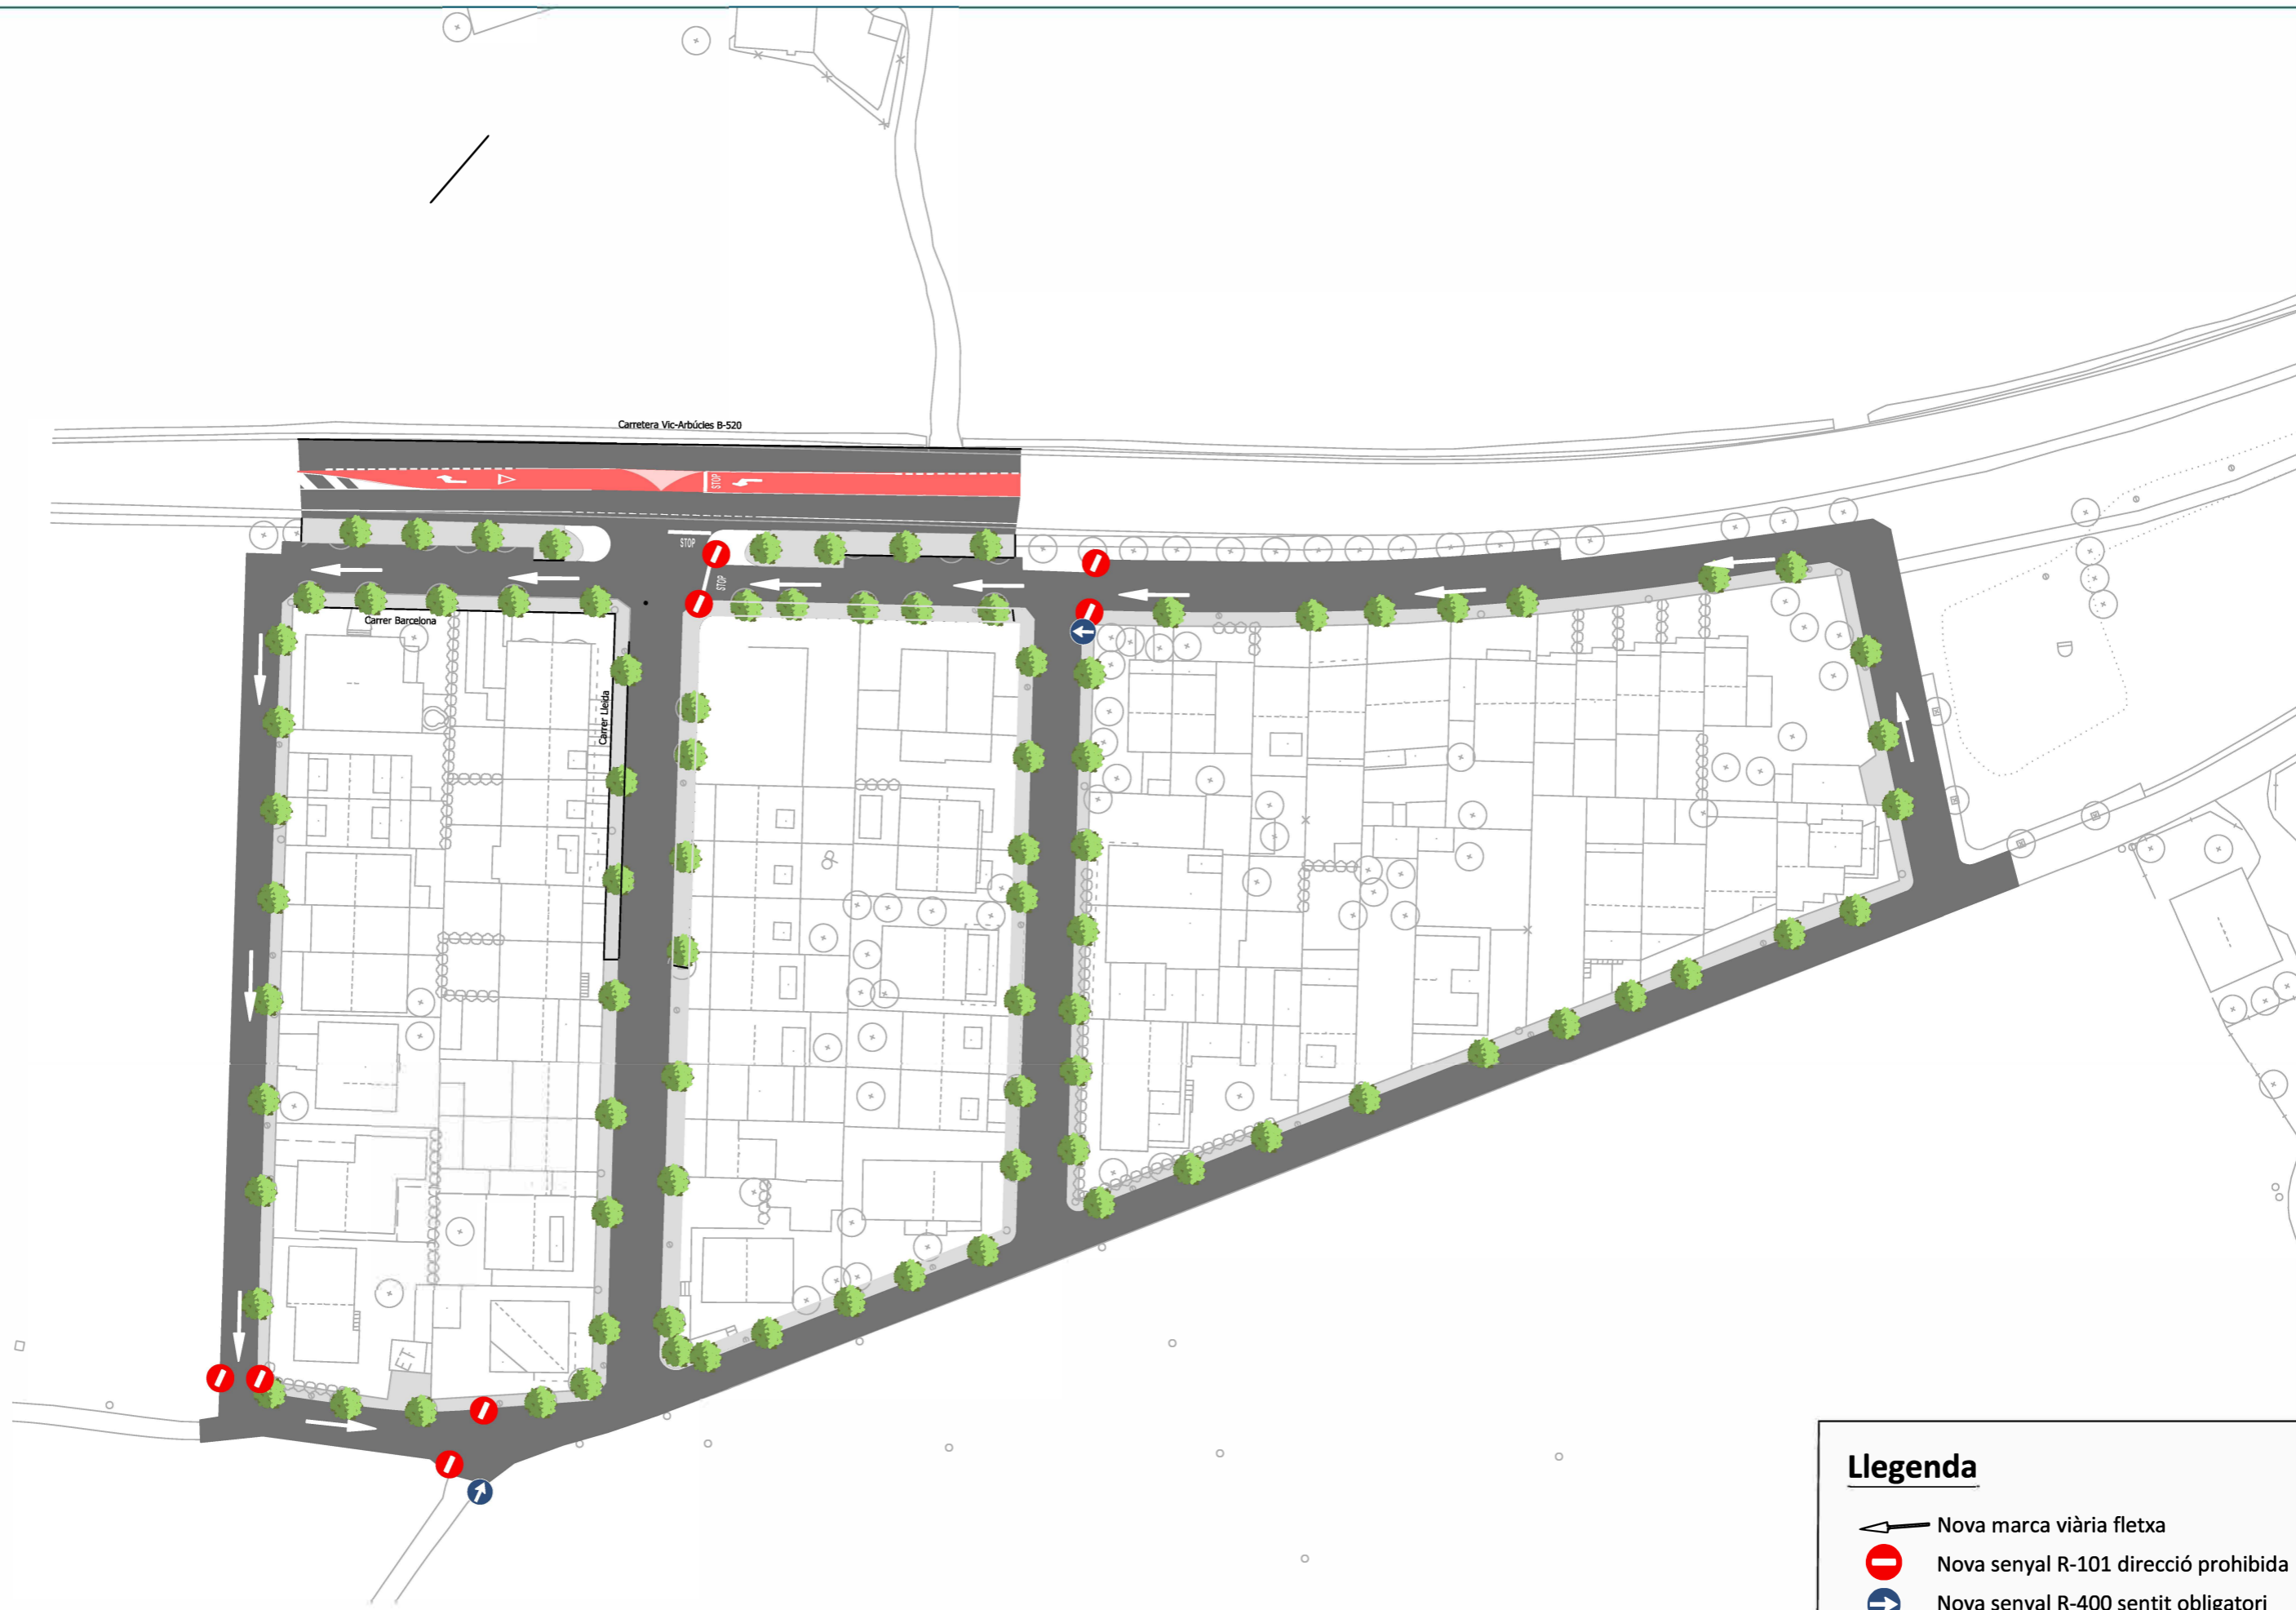 Carretera Vic-Arbúcies B-520
STOP
STOP
STOP
Carrer Barcelona
Carrer Lleida
ET
Llegenda
Nova marca viària fletxa
Nova senyal R-101 direcció prohibida
Nova senyal R-400 sentit obligatori